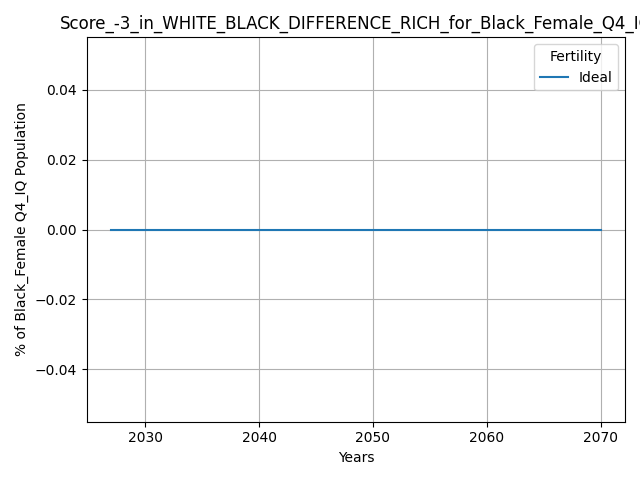 Score_-3_in_WHITE_BLACK_DIFFERENCE_RICH_for_Black_Female_Q4_I
Fertility
Ideal
0.04
0.02
0.00
−0.02
−0.04
% of Black_Female Q4_IQ Population
2030 2040 2050 2060 2070
Years